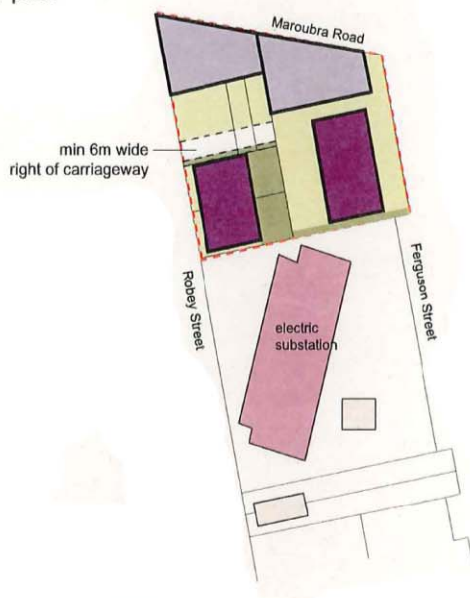 Maroubra Road
min 6m wide
right of carriageway
Robey Street
Ferguson Street
electric
substation